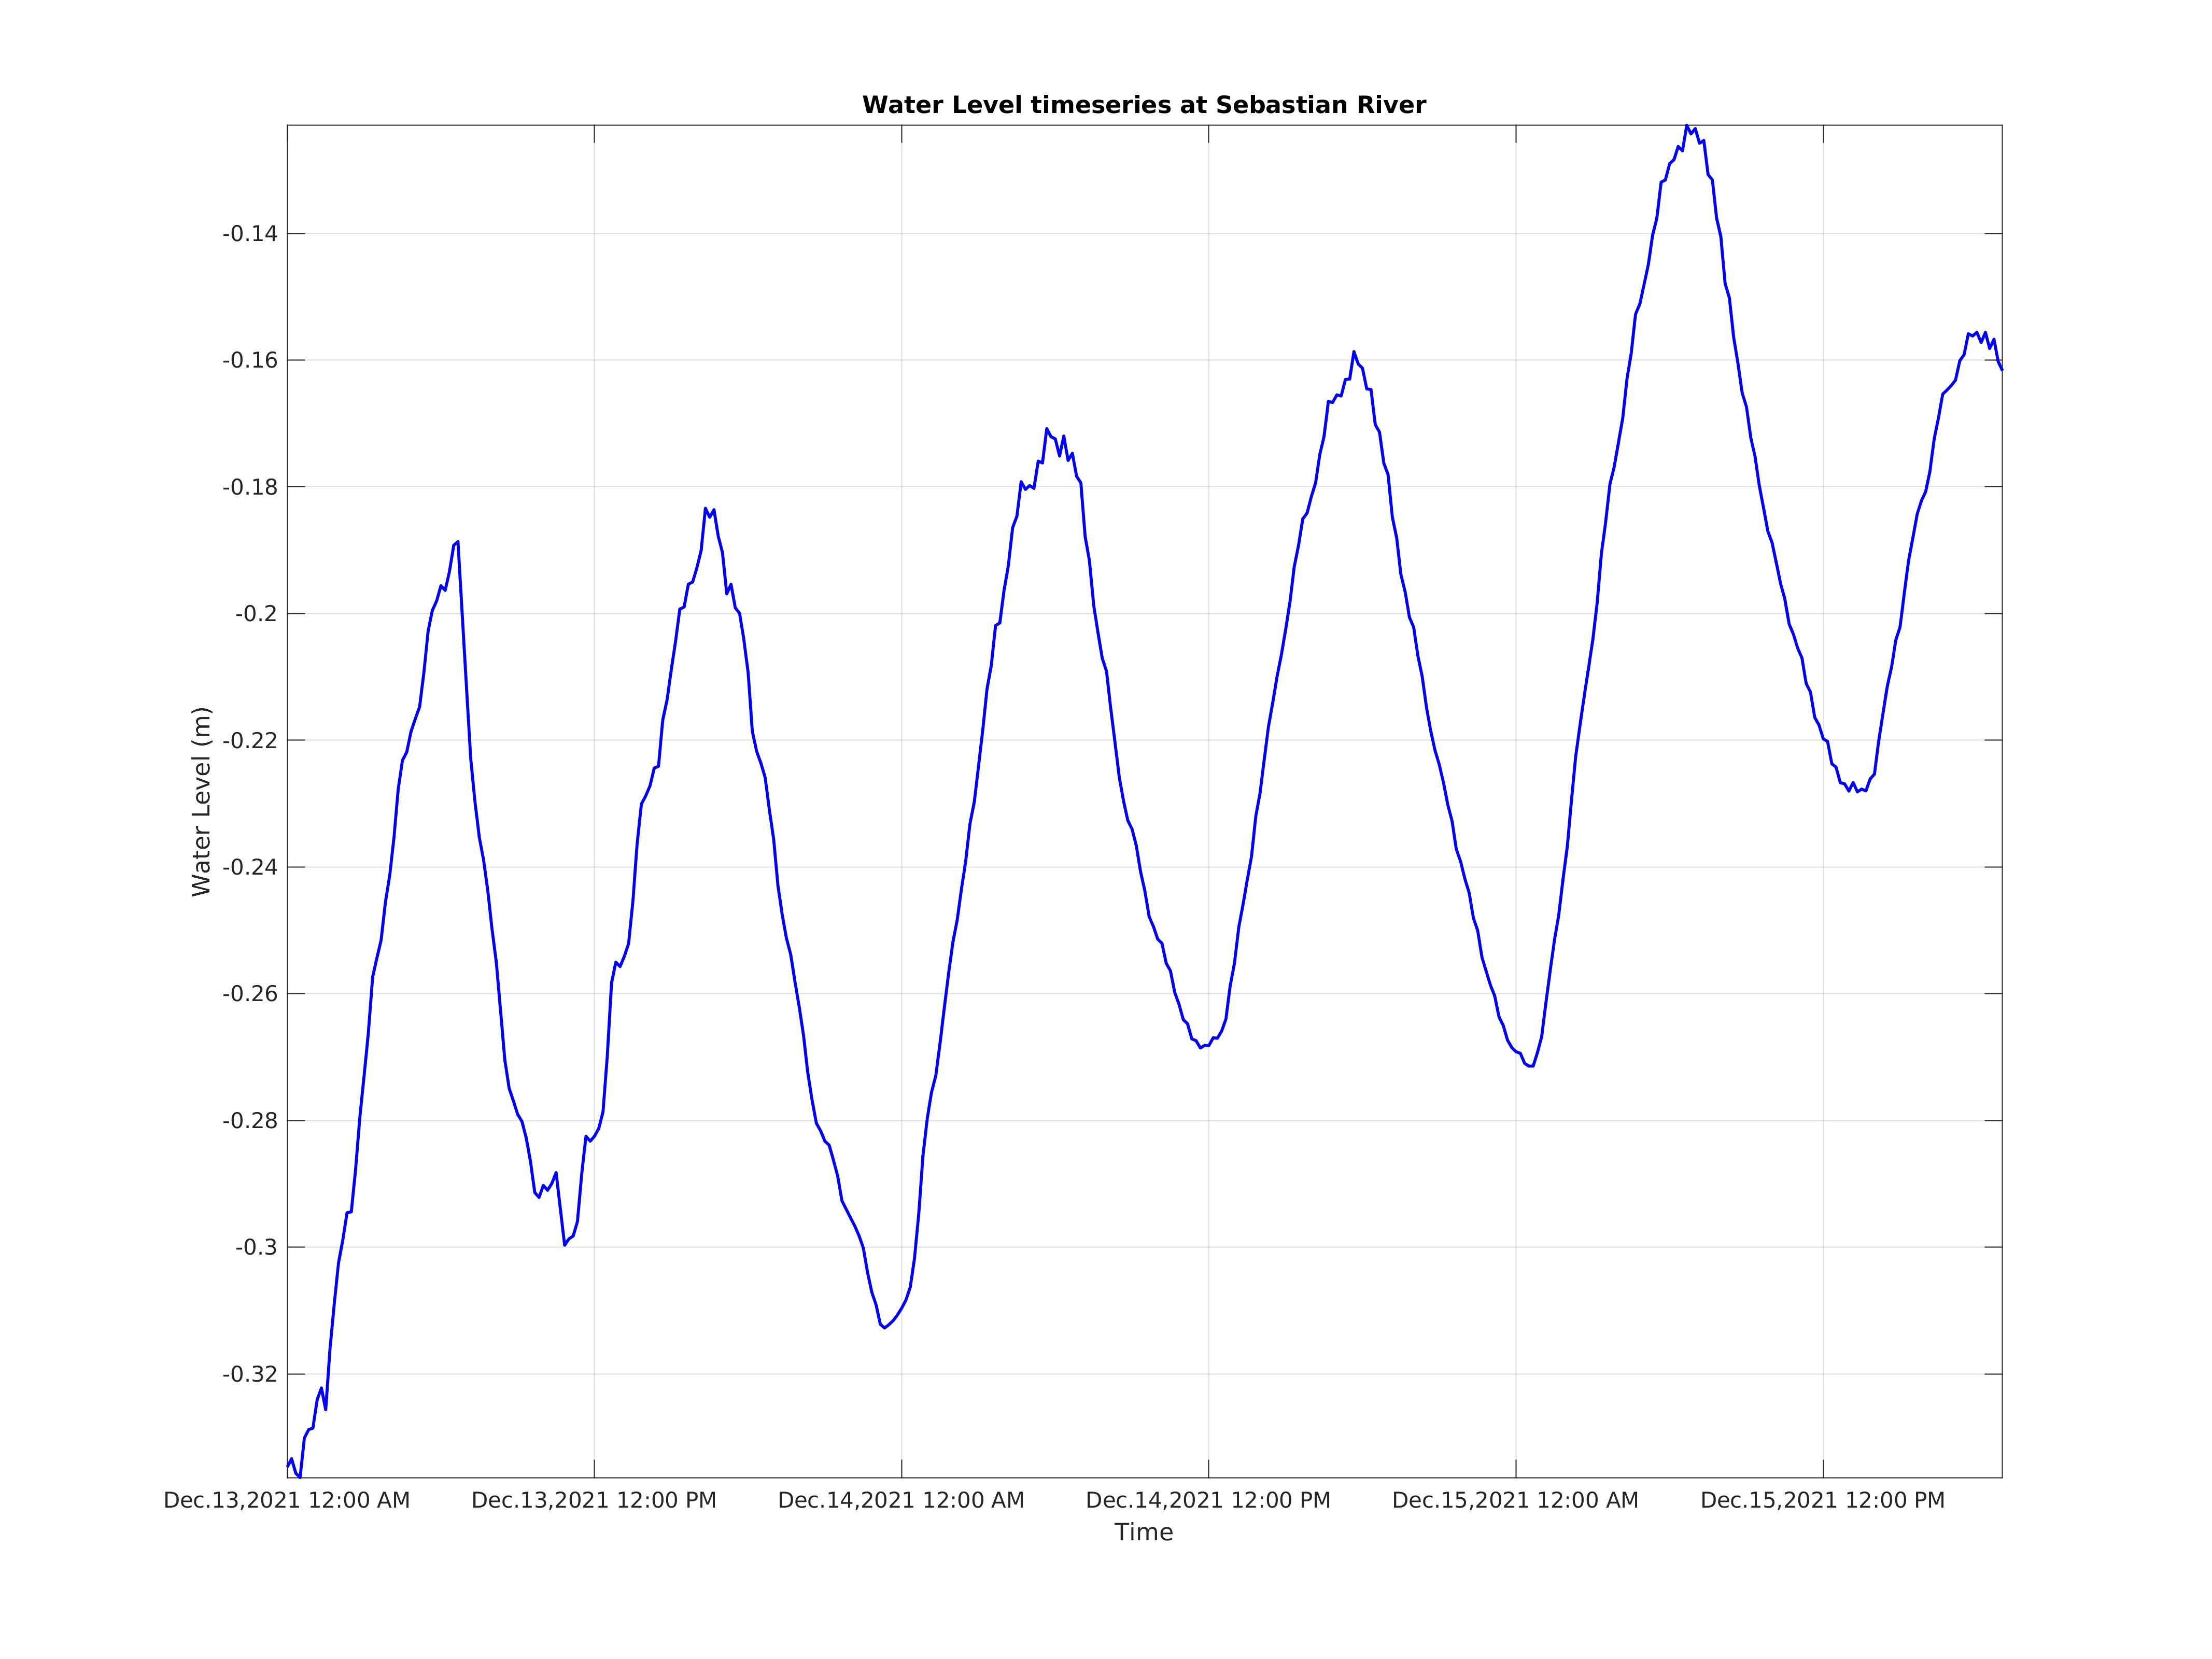 Water Level timeseries at Sebastian River
Water Level (m)
-0.14
-0.16
-0.18
-0.2
-0.22
-0.24
-0.26
-0.28
-0.3
-0.32
Dec.13,2021 12:00 AM
Dec.13,2021 12:00 PM
Dec.14,2021 12:00 AM
Dec.14,2021 12:00 PM
Dec.15,2021 12:00 AM
Dec.15,2021 12:00 PM
Time